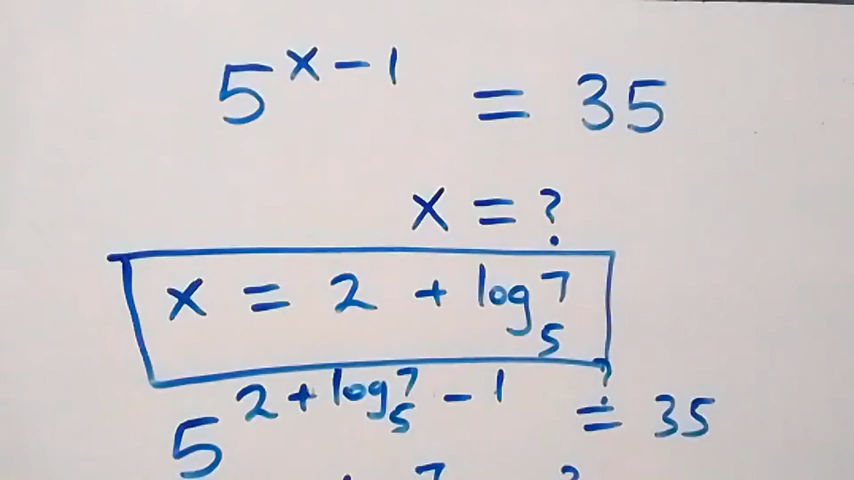 5^{x-1} = 35
x = ?
x = 2 + log_5^7
5^{2+log_5^7-1} ≟ 35